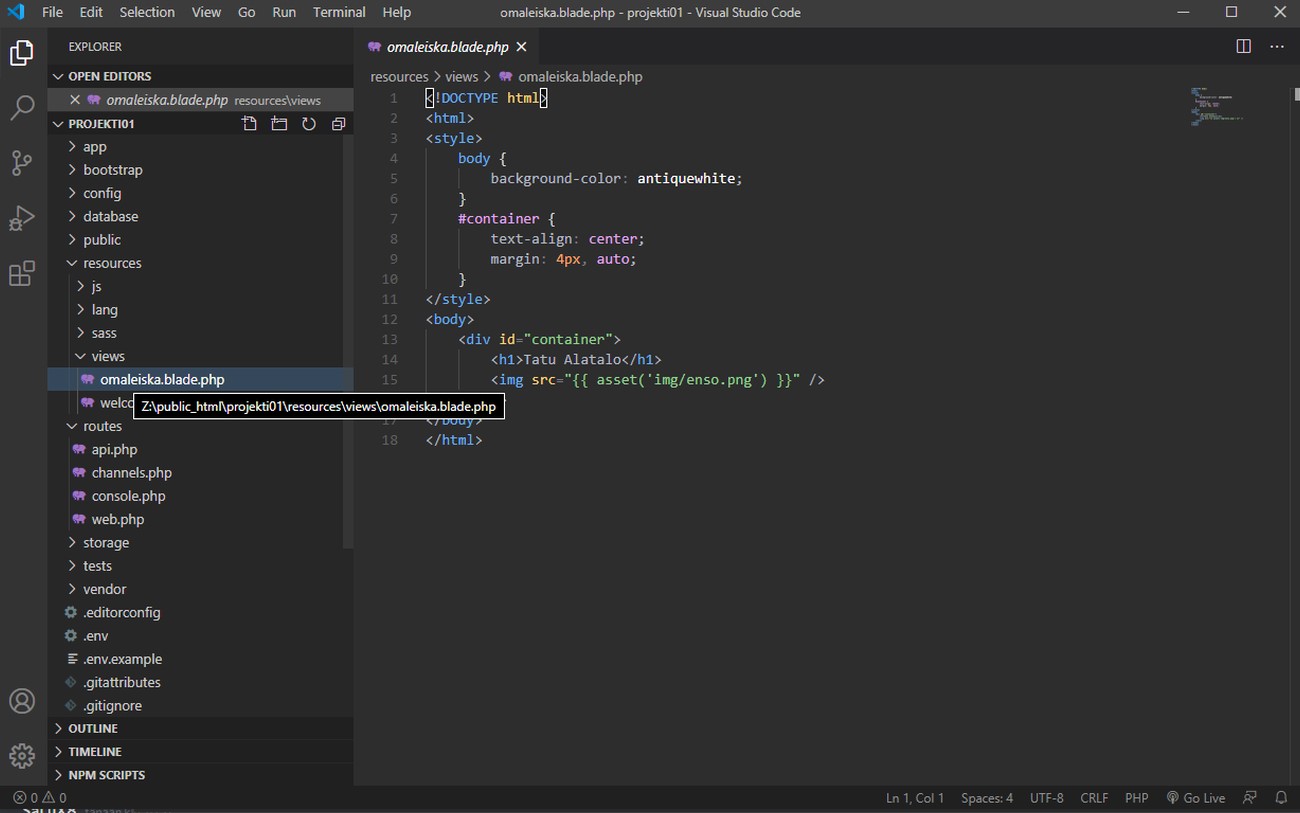 File Edit Selection View Go Run Terminal Help omaleiska.blade.php - projekti01 - Visual Studio Code
EXPLORER
OPEN EDITORS
omaleiska.blade.php resources\views
PROJEKTI01
app
bootstrap
config
database
public
resources
js
lang
sass
views
omaleiska.blade.php
welco
Z:\public_html\projekti01\resources\views\omaleiska.blade.php
routes
api.php
channels.php
console.php
web.php
storage
tests
vendor
.editorconfig
.env
.env.example
.gitattributes
.gitignore
OUTLINE
TIMELINE
NPM SCRIPTS
omaleiska.blade.php
resources > views > omaleiska.blade.php
1 <!DOCTYPE html>
2 <html>
3 <style>
4 body {
5 background-color: antiquewhite;
6 }
7 #container {
8 text-align: center;
9 margin: 4px, auto;
10 }
11 </style>
12 <body>
13 <div id="container">
14 <h1>Tatu Alatalo</h1>
15 <img src="{{ asset('img/enso.png') }}" />
17 </body>
18 </html>
0 0 Ln 1, Col 1 Spaces: 4 UTF-8 CRLF PHP Go Live